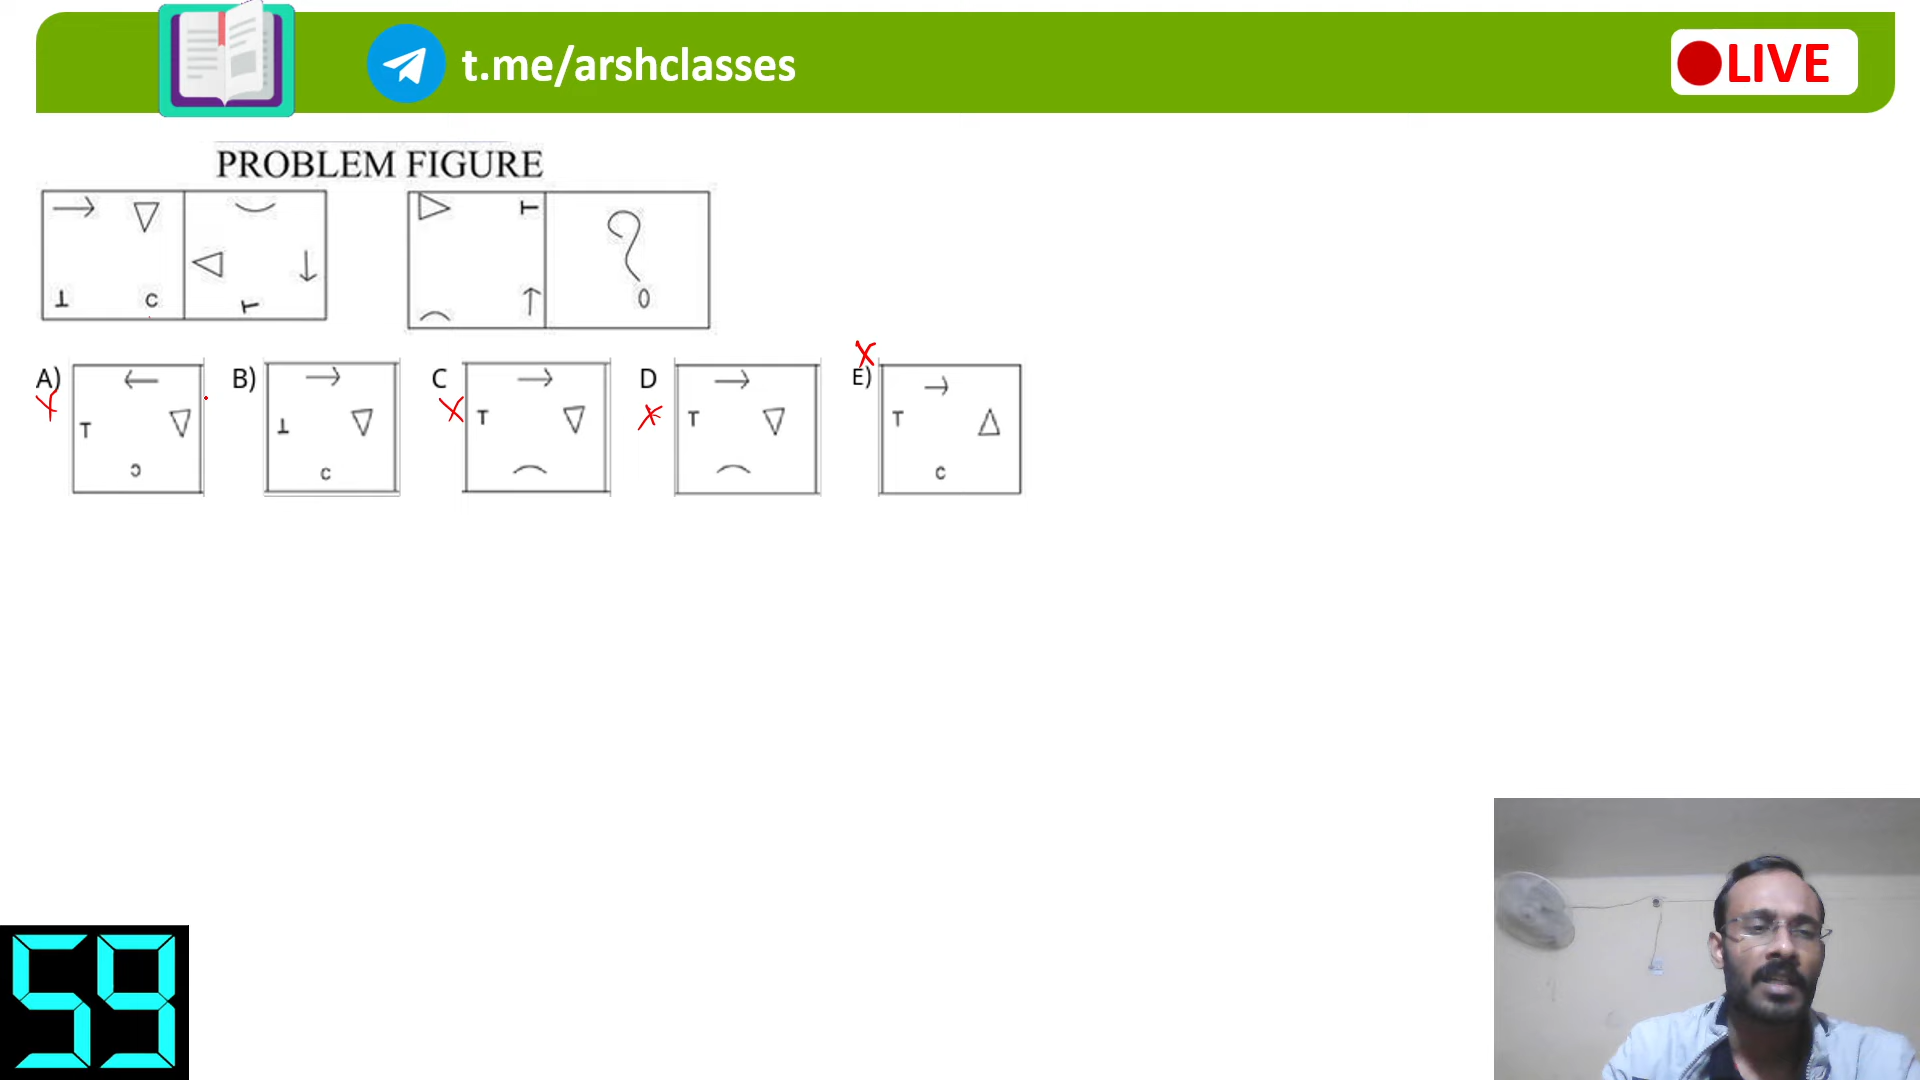 t.me/arshclasses
LIVE
PROBLEM FIGURE
T C T
T ?
A) B) C D E)
T T T T T
C C C
59